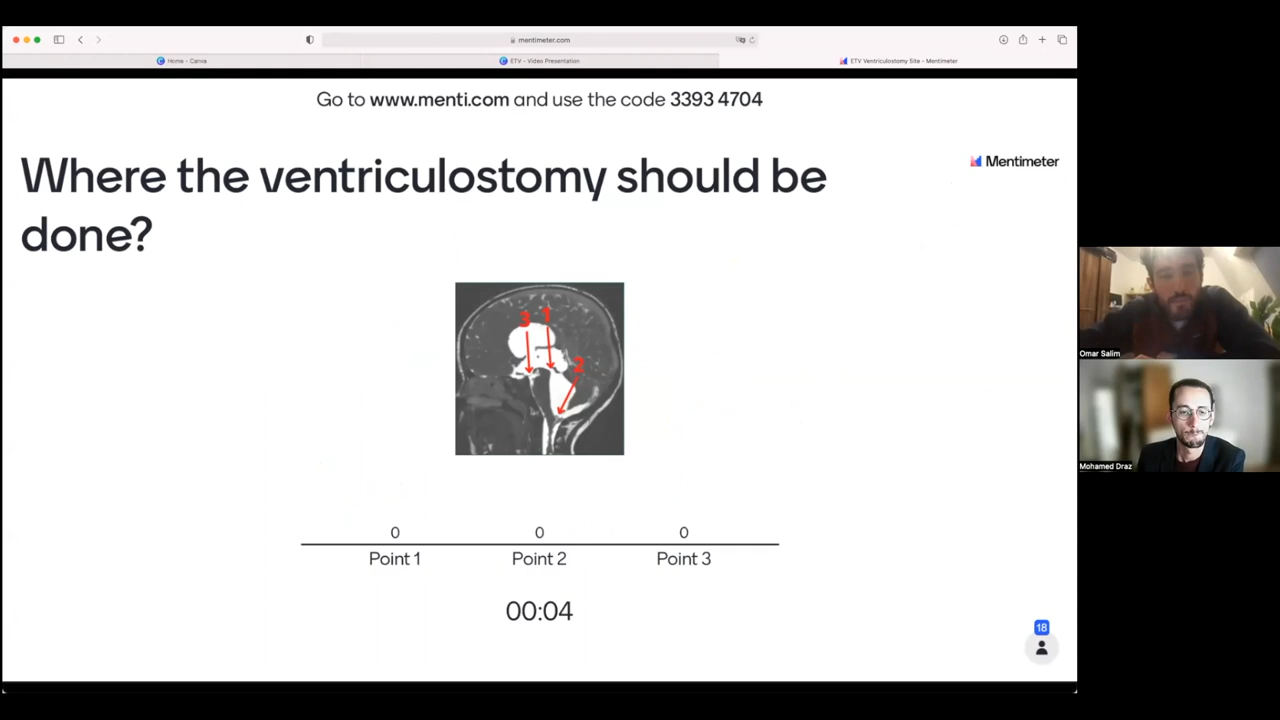 mentimeter.com
Home - Canva
ETV - Video Presentation
ETV Ventriculostomy Site - Mentimeter
Go to www.menti.com and use the code 3393 4704
Mentimeter
Where the ventriculostomy should be
done?
3 1
2
0 0 0
Point 1 Point 2 Point 3
00:04
18
Omar Salim
Mohamed Draz